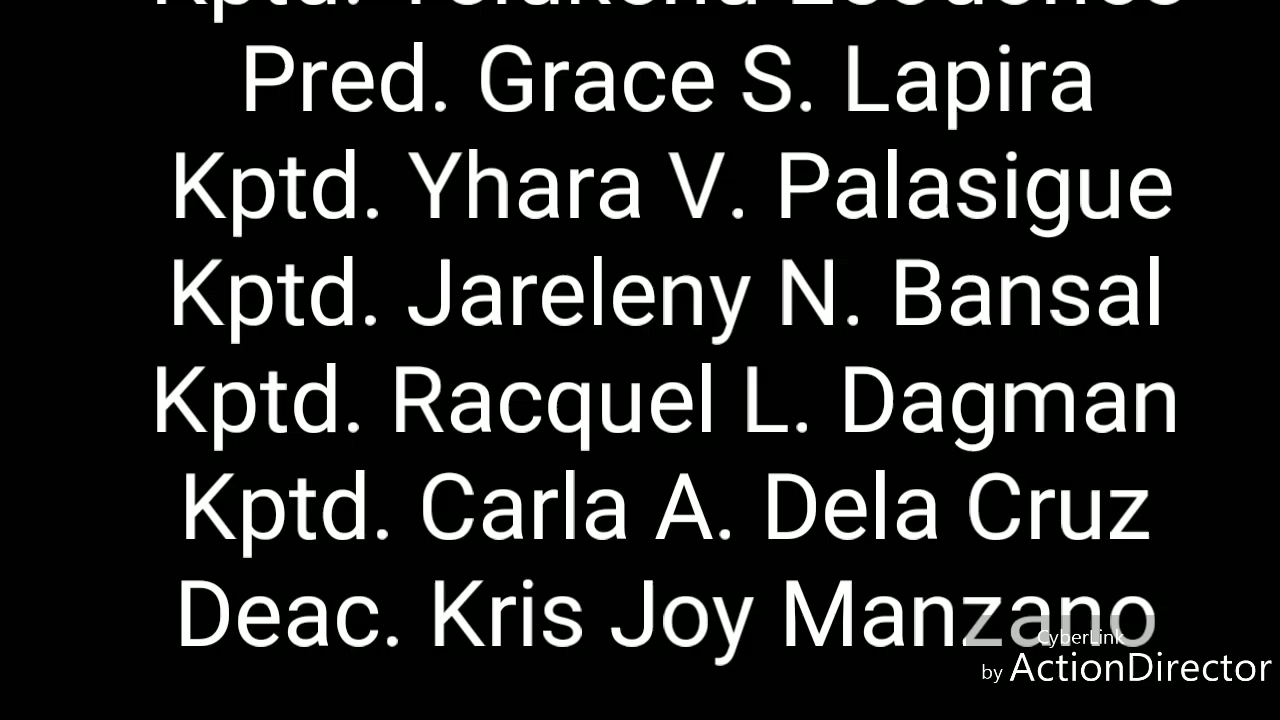 Kptd.
Pred. Grace S. Lapira
Kptd. Yhara V. Palasigue
Kptd. Jareleny N. Bansal
Kptd. Racquel L. Dagman
Kptd. Carla A. Dela Cruz
Deac. Kris Joy Manzano
CyberLink
by ActionDirector